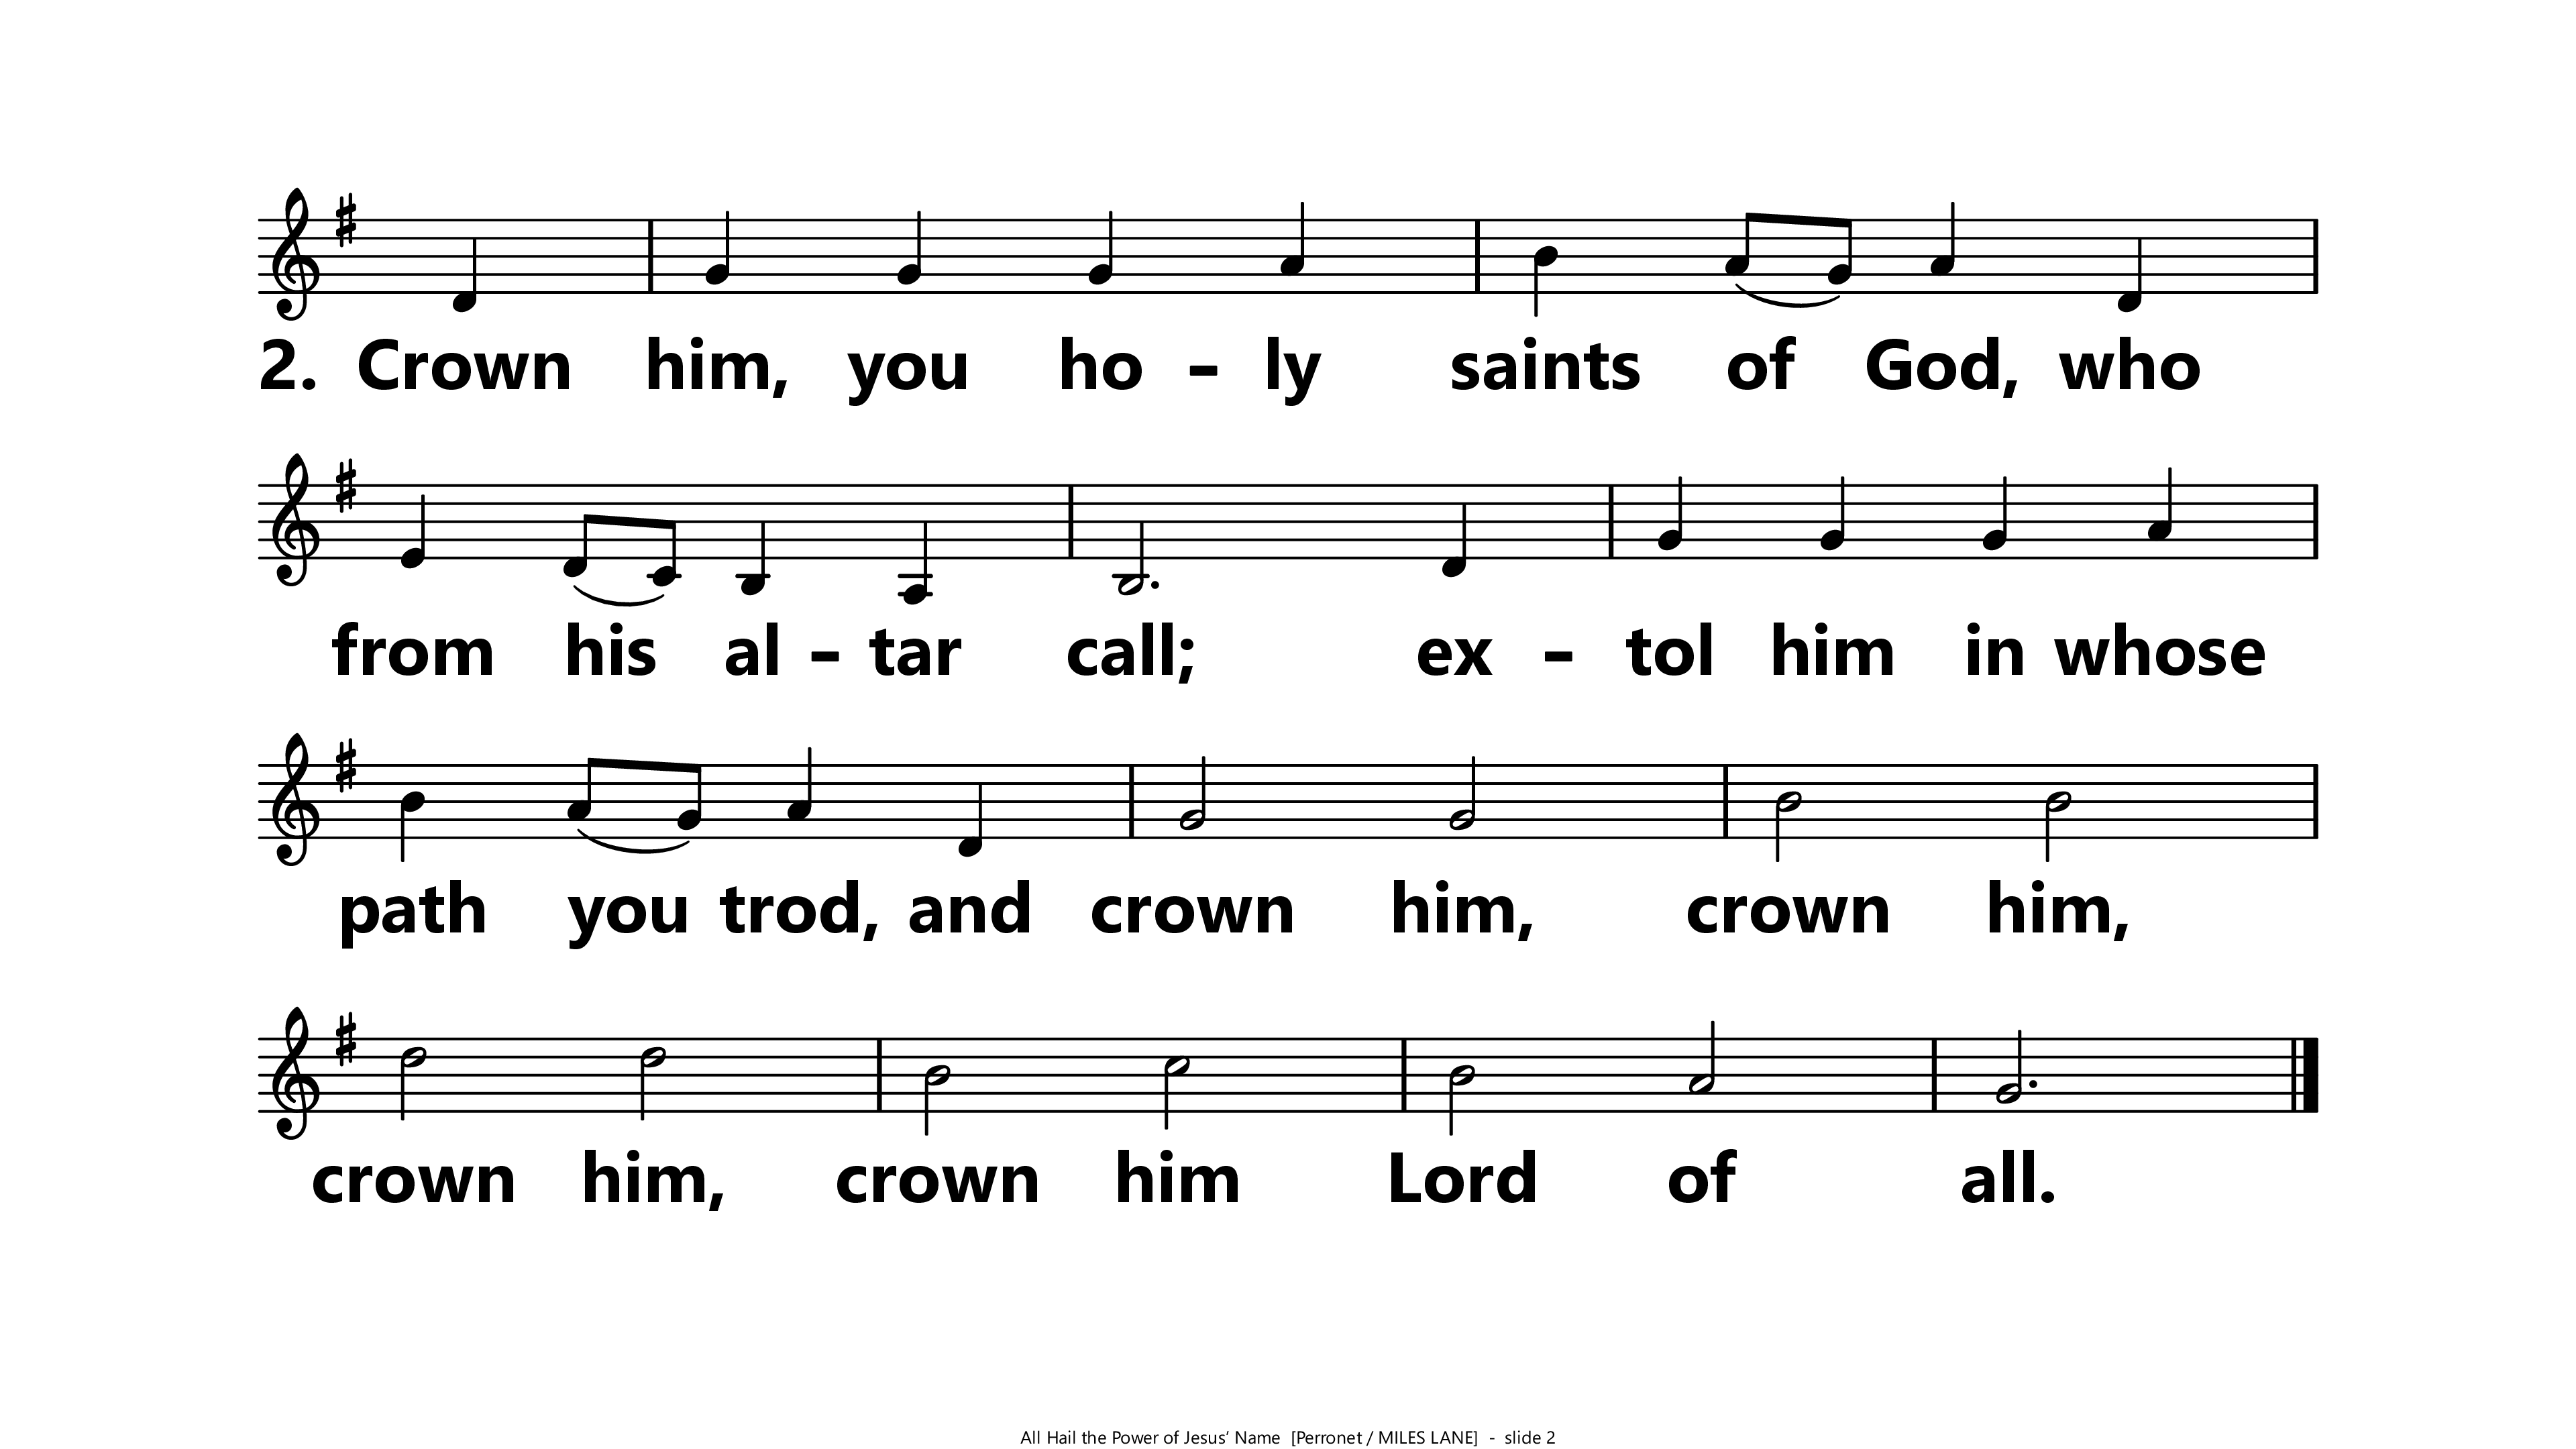 2. Crown him, you ho - ly saints of God, who
from his al - tar call; ex - tol him in whose
path you trod, and crown him, crown him,
crown him, crown him Lord of all.
All Hail the Power of Jesus’ Name [Perronet / MILES LANE] - slide 2